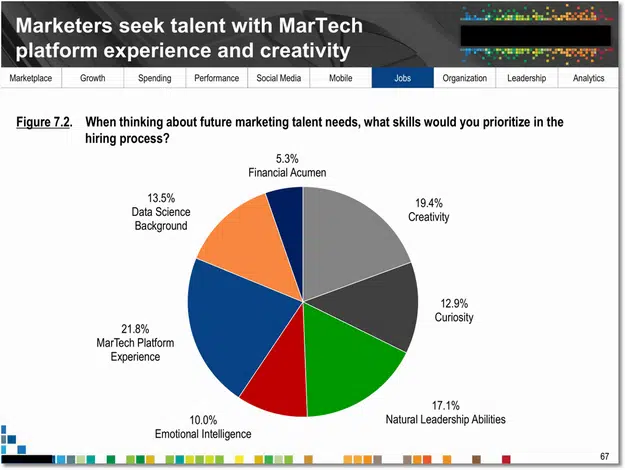 Marketers seek talent with MarTech
platform experience and creativity
Marketplace Growth Spending Performance Social Media Mobile Jobs Organization Leadership Analytics
Figure 7.2. When thinking about future marketing talent needs, what skills would you prioritize in the
hiring process?
5.3%
Financial Acumen
19.4%
Creativity
12.9%
Curiosity
17.1%
Natural Leadership Abilities
10.0%
Emotional Intelligence
21.8%
MarTech Platform
Experience
13.5%
Data Science
Background
67